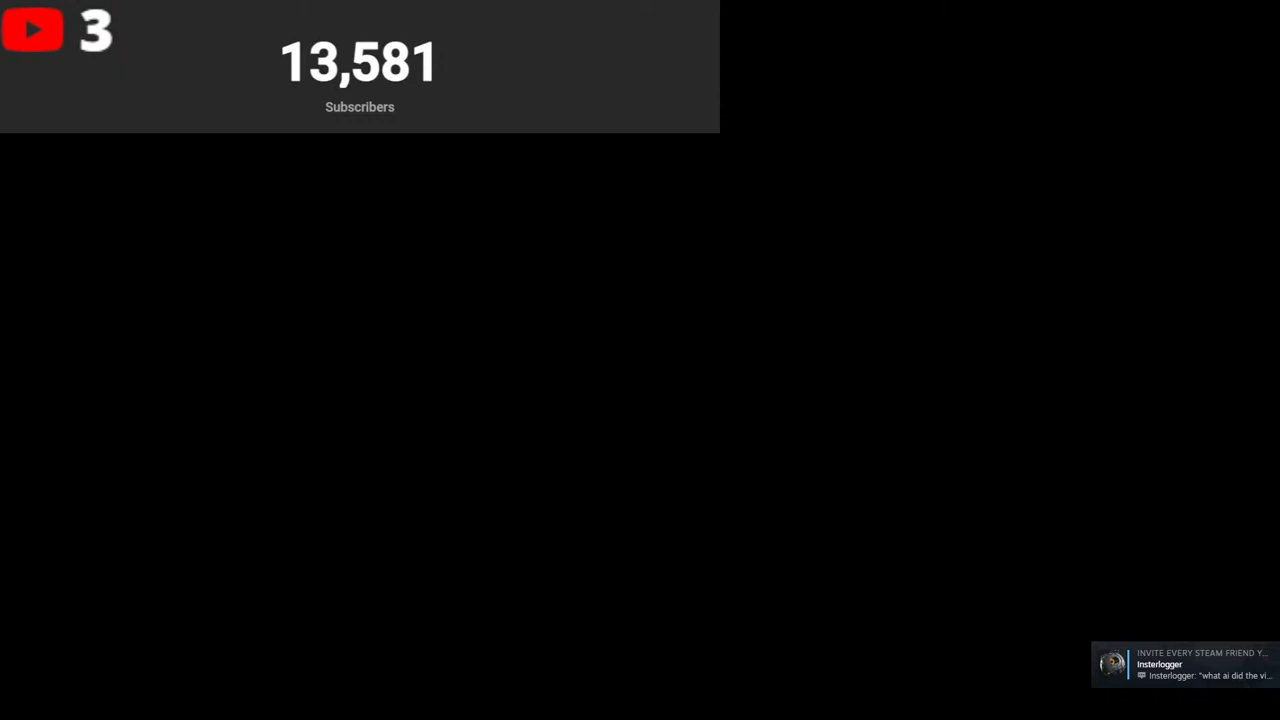 3
13,581
Subscribers
INVITE EVERY STEAM FRIEND Y...
Insterlogger
Insterlogger: "what ai did the vi...